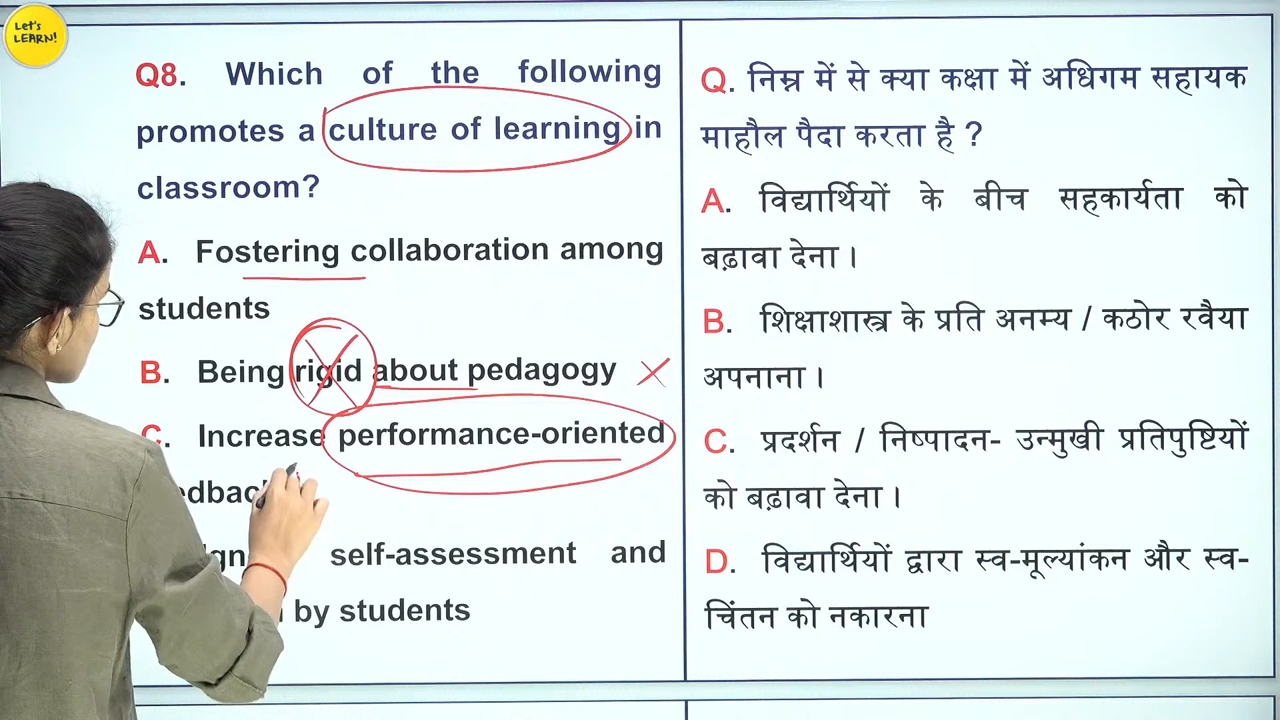 Let's
LEARN!
Q8. Which of the following
promotes a culture of learning in
classroom?
A. Fostering collaboration among
students
B. Being rigid about pedagogy
C. Increase performance-oriented
self-assessment and
by students
Q. निम्न में से क्या कक्षा में अधिगम सहायक
माहौल पैदा करता है ?
A. विद्यार्थियों के बीच सहकार्यता को
बढ़ावा देना ।
B. शिक्षाशास्त्र के प्रति अनम्य / कठोर रवैया
अपनाना ।
C. प्रदर्शन / निष्पादन- उन्मुखी प्रतिपुष्टियों
को बढ़ावा देना ।
D. विद्यार्थियों द्वारा स्व-मूल्यांकन और स्व-
चिंतन को नकारना